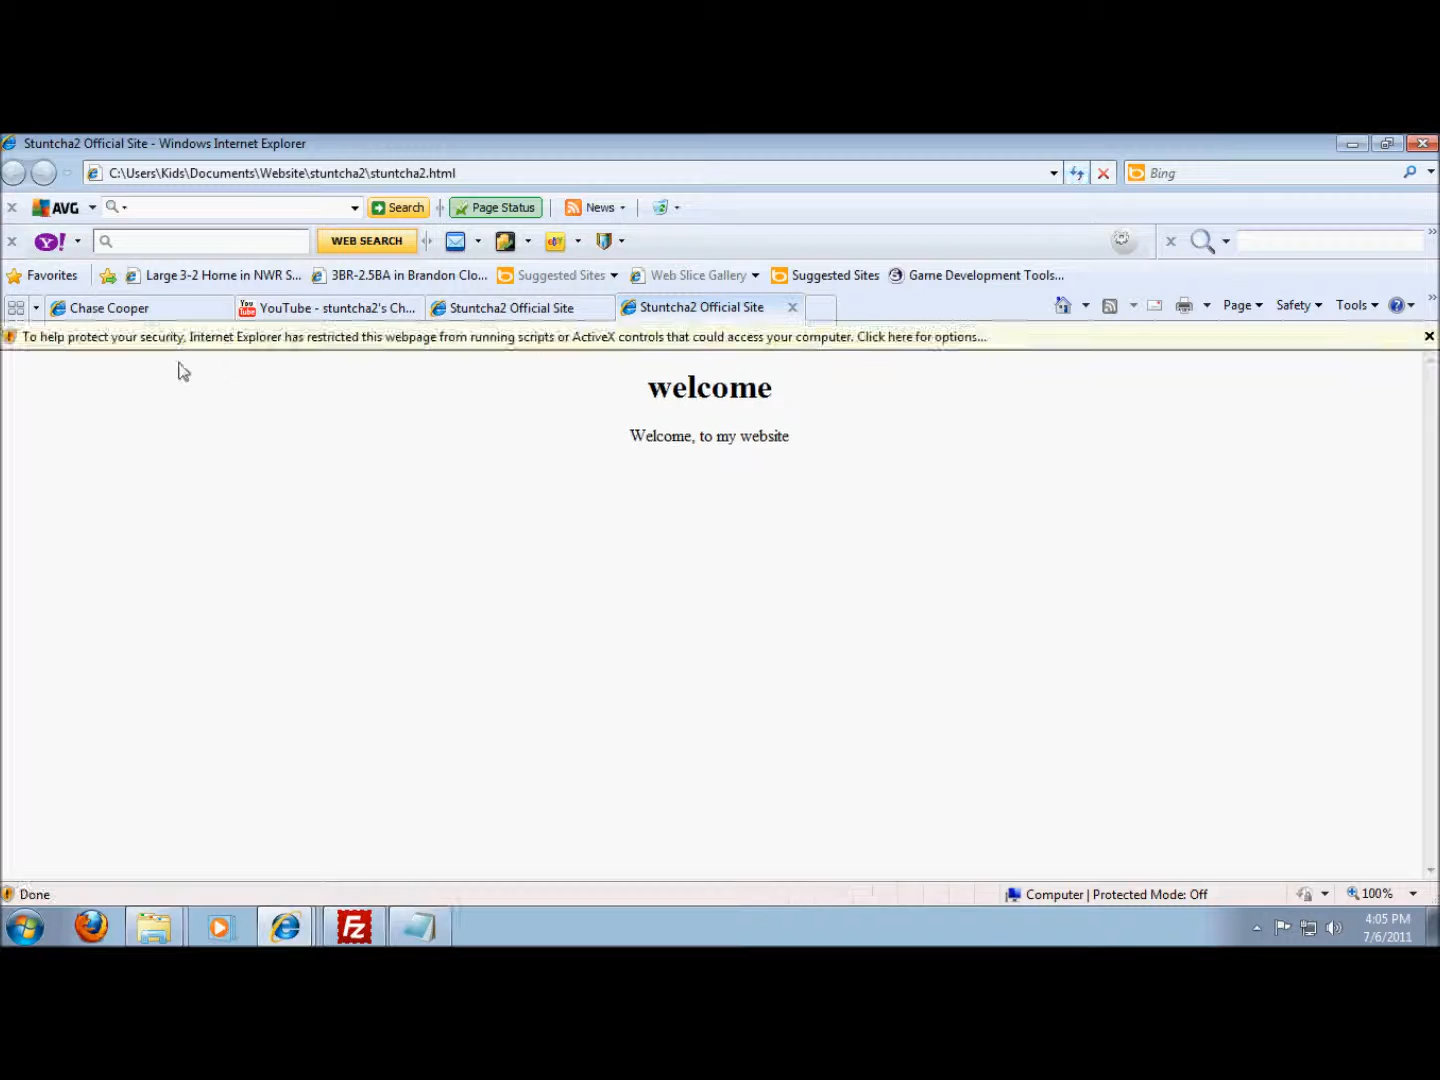 Stuntcha2 Official Site - Windows Internet Explorer
C:\Users\Kids\Documents\Website\stuntcha2\stuntcha2.html
Bing
AVG
Search
Page Status
News
Y!
WEB SEARCH
Favorites
Large 3-2 Home in NWR S...
3BR-2.5BA in Brandon Clo...
Suggested Sites
Web Slice Gallery
Suggested Sites
Game Development Tools...
Chase Cooper
YouTube - stuntcha2's Ch...
Stuntcha2 Official Site
Stuntcha2 Official Site
Page
Safety
Tools
To help protect your security, Internet Explorer has restricted this webpage from running scripts or ActiveX controls that could access your computer. Click here for options...
welcome
Welcome, to my website
Done
Computer | Protected Mode: Off
100%
Fz
4:05 PM
7/6/2011